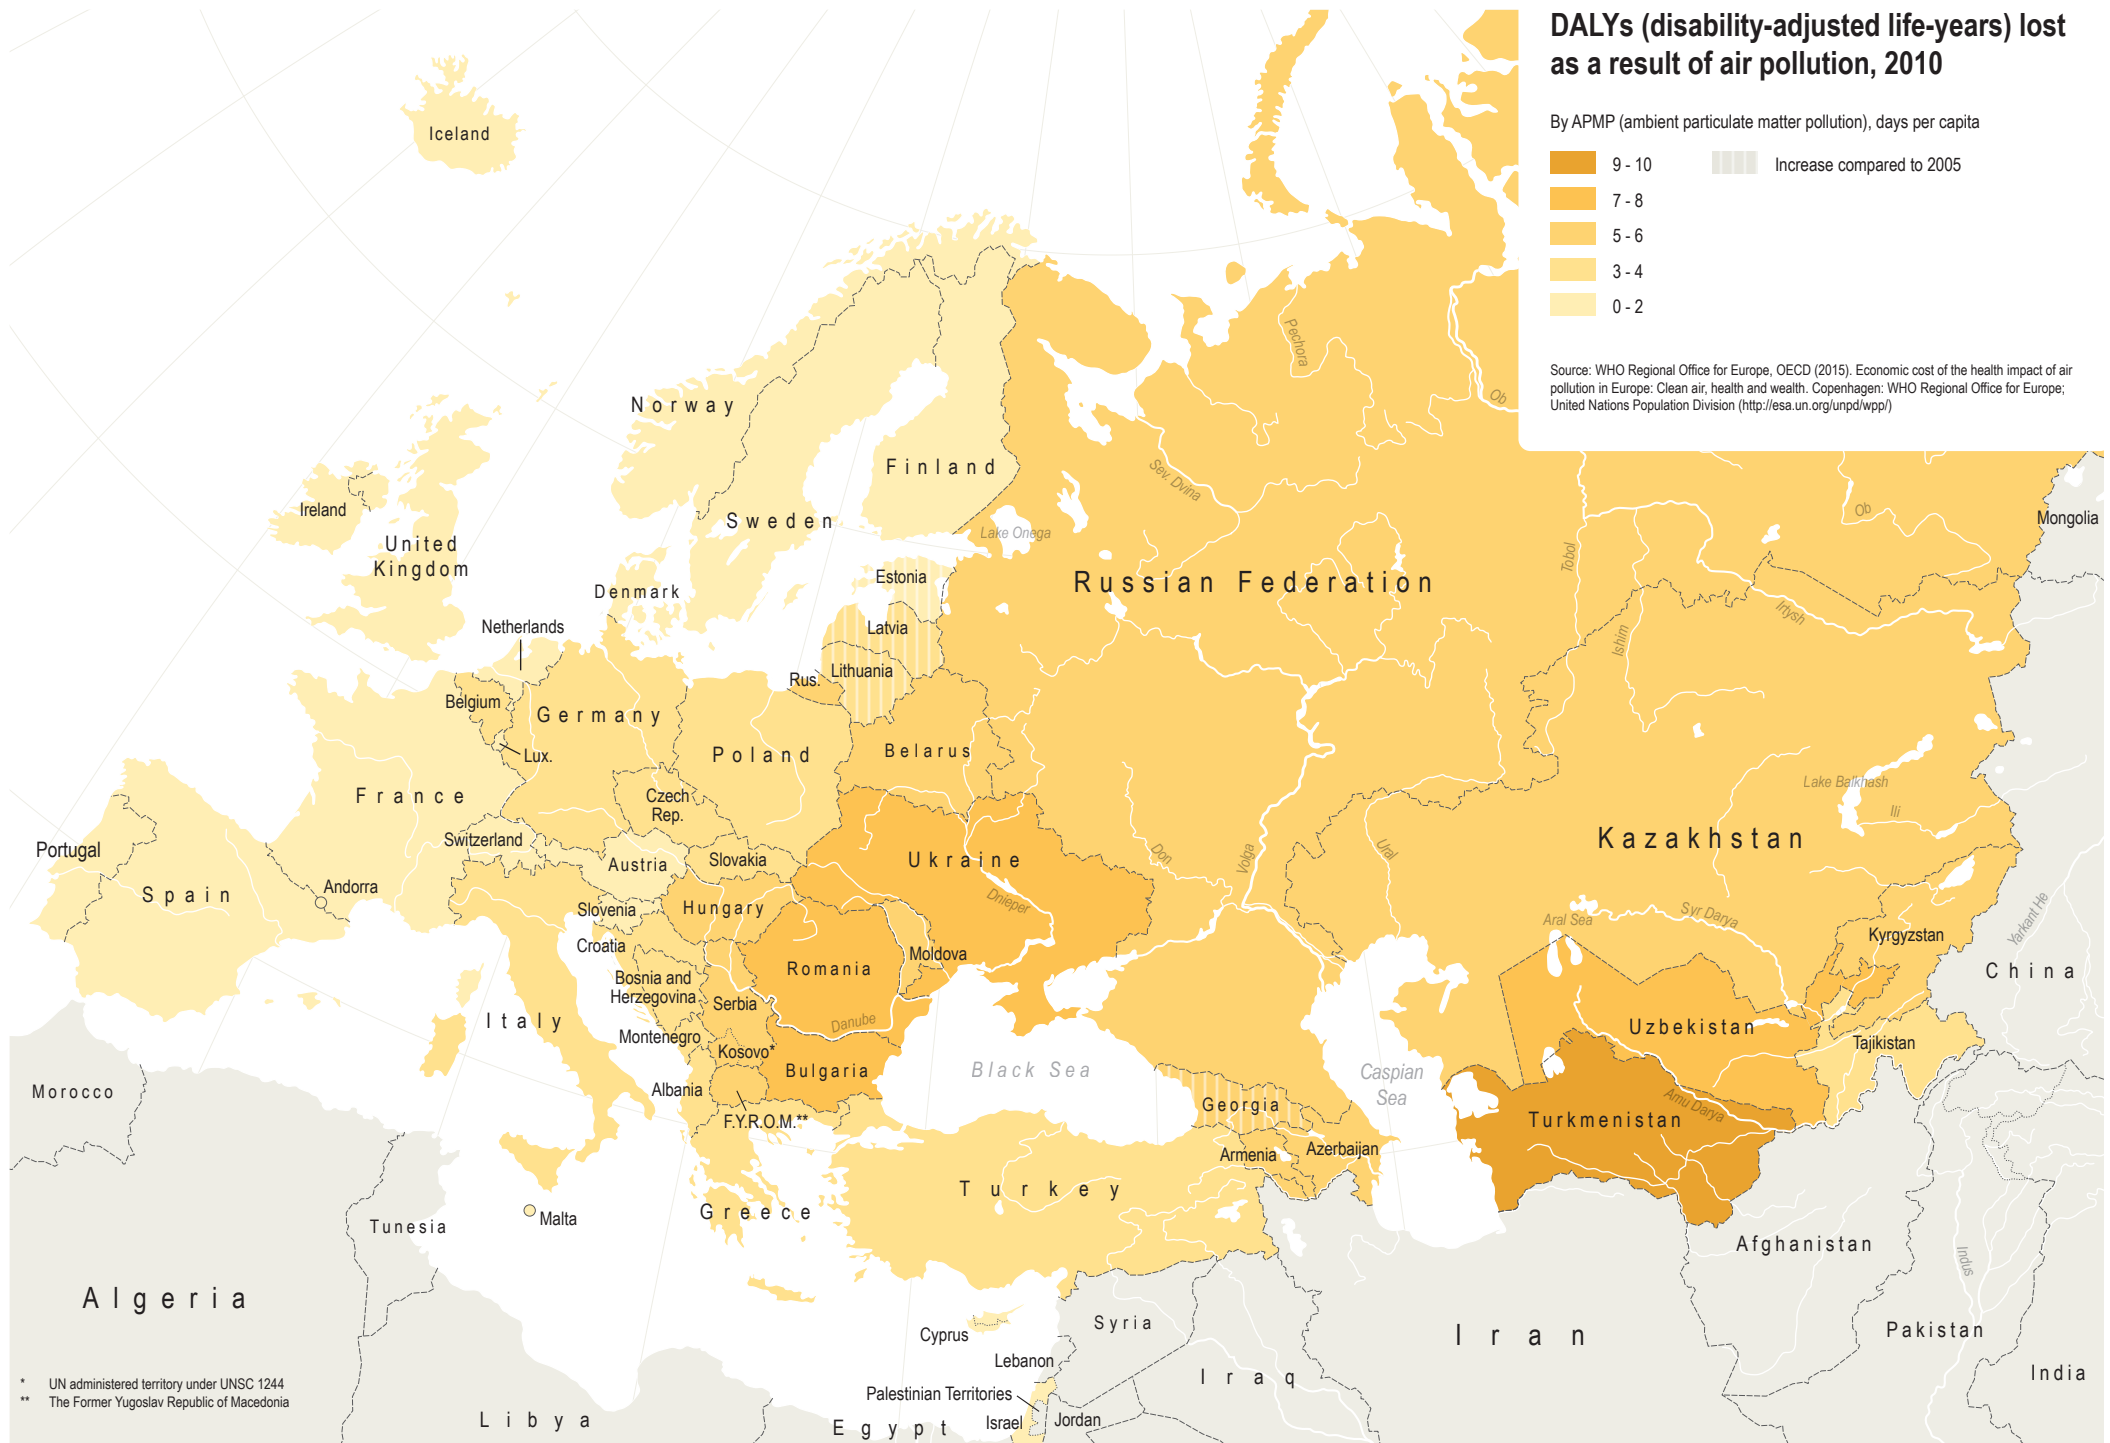 DALYs (disability-adjusted life-years) lost
as a result of air pollution, 2010
By APMP (ambient particulate matter pollution), days per capita
9 - 10
Increase compared to 2005
7 - 8
5 - 6
3 - 4
0 - 2
Source: WHO Regional Office for Europe, OECD (2015). Economic cost of the health impact of air
pollution in Europe: Clean air, health and wealth. Copenhagen: WHO Regional Office for Europe;
United Nations Population Division (http://esa.un.org/unpd/wpp/)
Iceland
Pechora
Ob
Norway
Finland
Sev. Dvina
Ireland
Sweden
Lake Onega
Ob
Mongolia
United
Kingdom
Denmark
Estonia
Russian Federation
Tobol
Irtysh
Ishim
Netherlands
Latvia
Lithuania
Rus.
Belgium
Germany
Lux.
Poland
Belarus
France
Czech
Rep.
Lake Balkhash
Ili
Kazakhstan
Portugal
Switzerland
Austria
Slovakia
Ukraine
Don
Volga
Ural
Spain
Andorra
Slovenia
Hungary
Dnieper
Aral Sea
Syr Darya
Yarkant He
Croatia
Moldova
Kyrgyzstan
Bosnia and
Herzegovina
Romania
China
Serbia
Italy
Danube
Montenegro
Uzbekistan
Tajikistan
Kosovo*
Bulgaria
Black Sea
Caspian
Sea
Morocco
Albania
Georgia
Amu Darya
F.Y.R.O.M.**
Turkmenistan
Armenia
Azerbaijan
Turkey
Greece
Malta
Tunesia
Afghanistan
Indus
Algeria
Cyprus
Syria
Iran
Pakistan
Lebanon
Iraq
India
Palestinian Territories
Israel
Jordan
Libya
Egypt
* UN administered territory under UNSC 1244
** The Former Yugoslav Republic of Macedonia